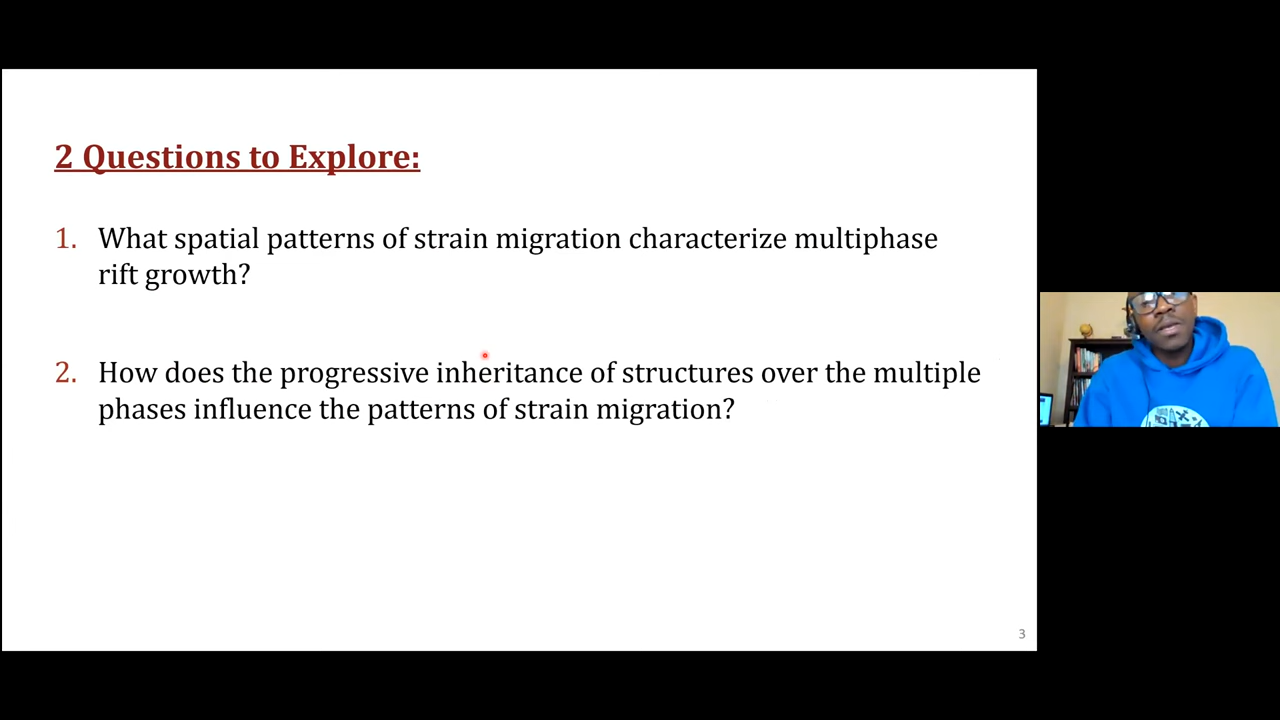 2 Questions to Explore:
1. What spatial patterns of strain migration characterize multiphase
rift growth?
2. How does the progressive inheritance of structures over the multiple
phases influence the patterns of strain migration?
3